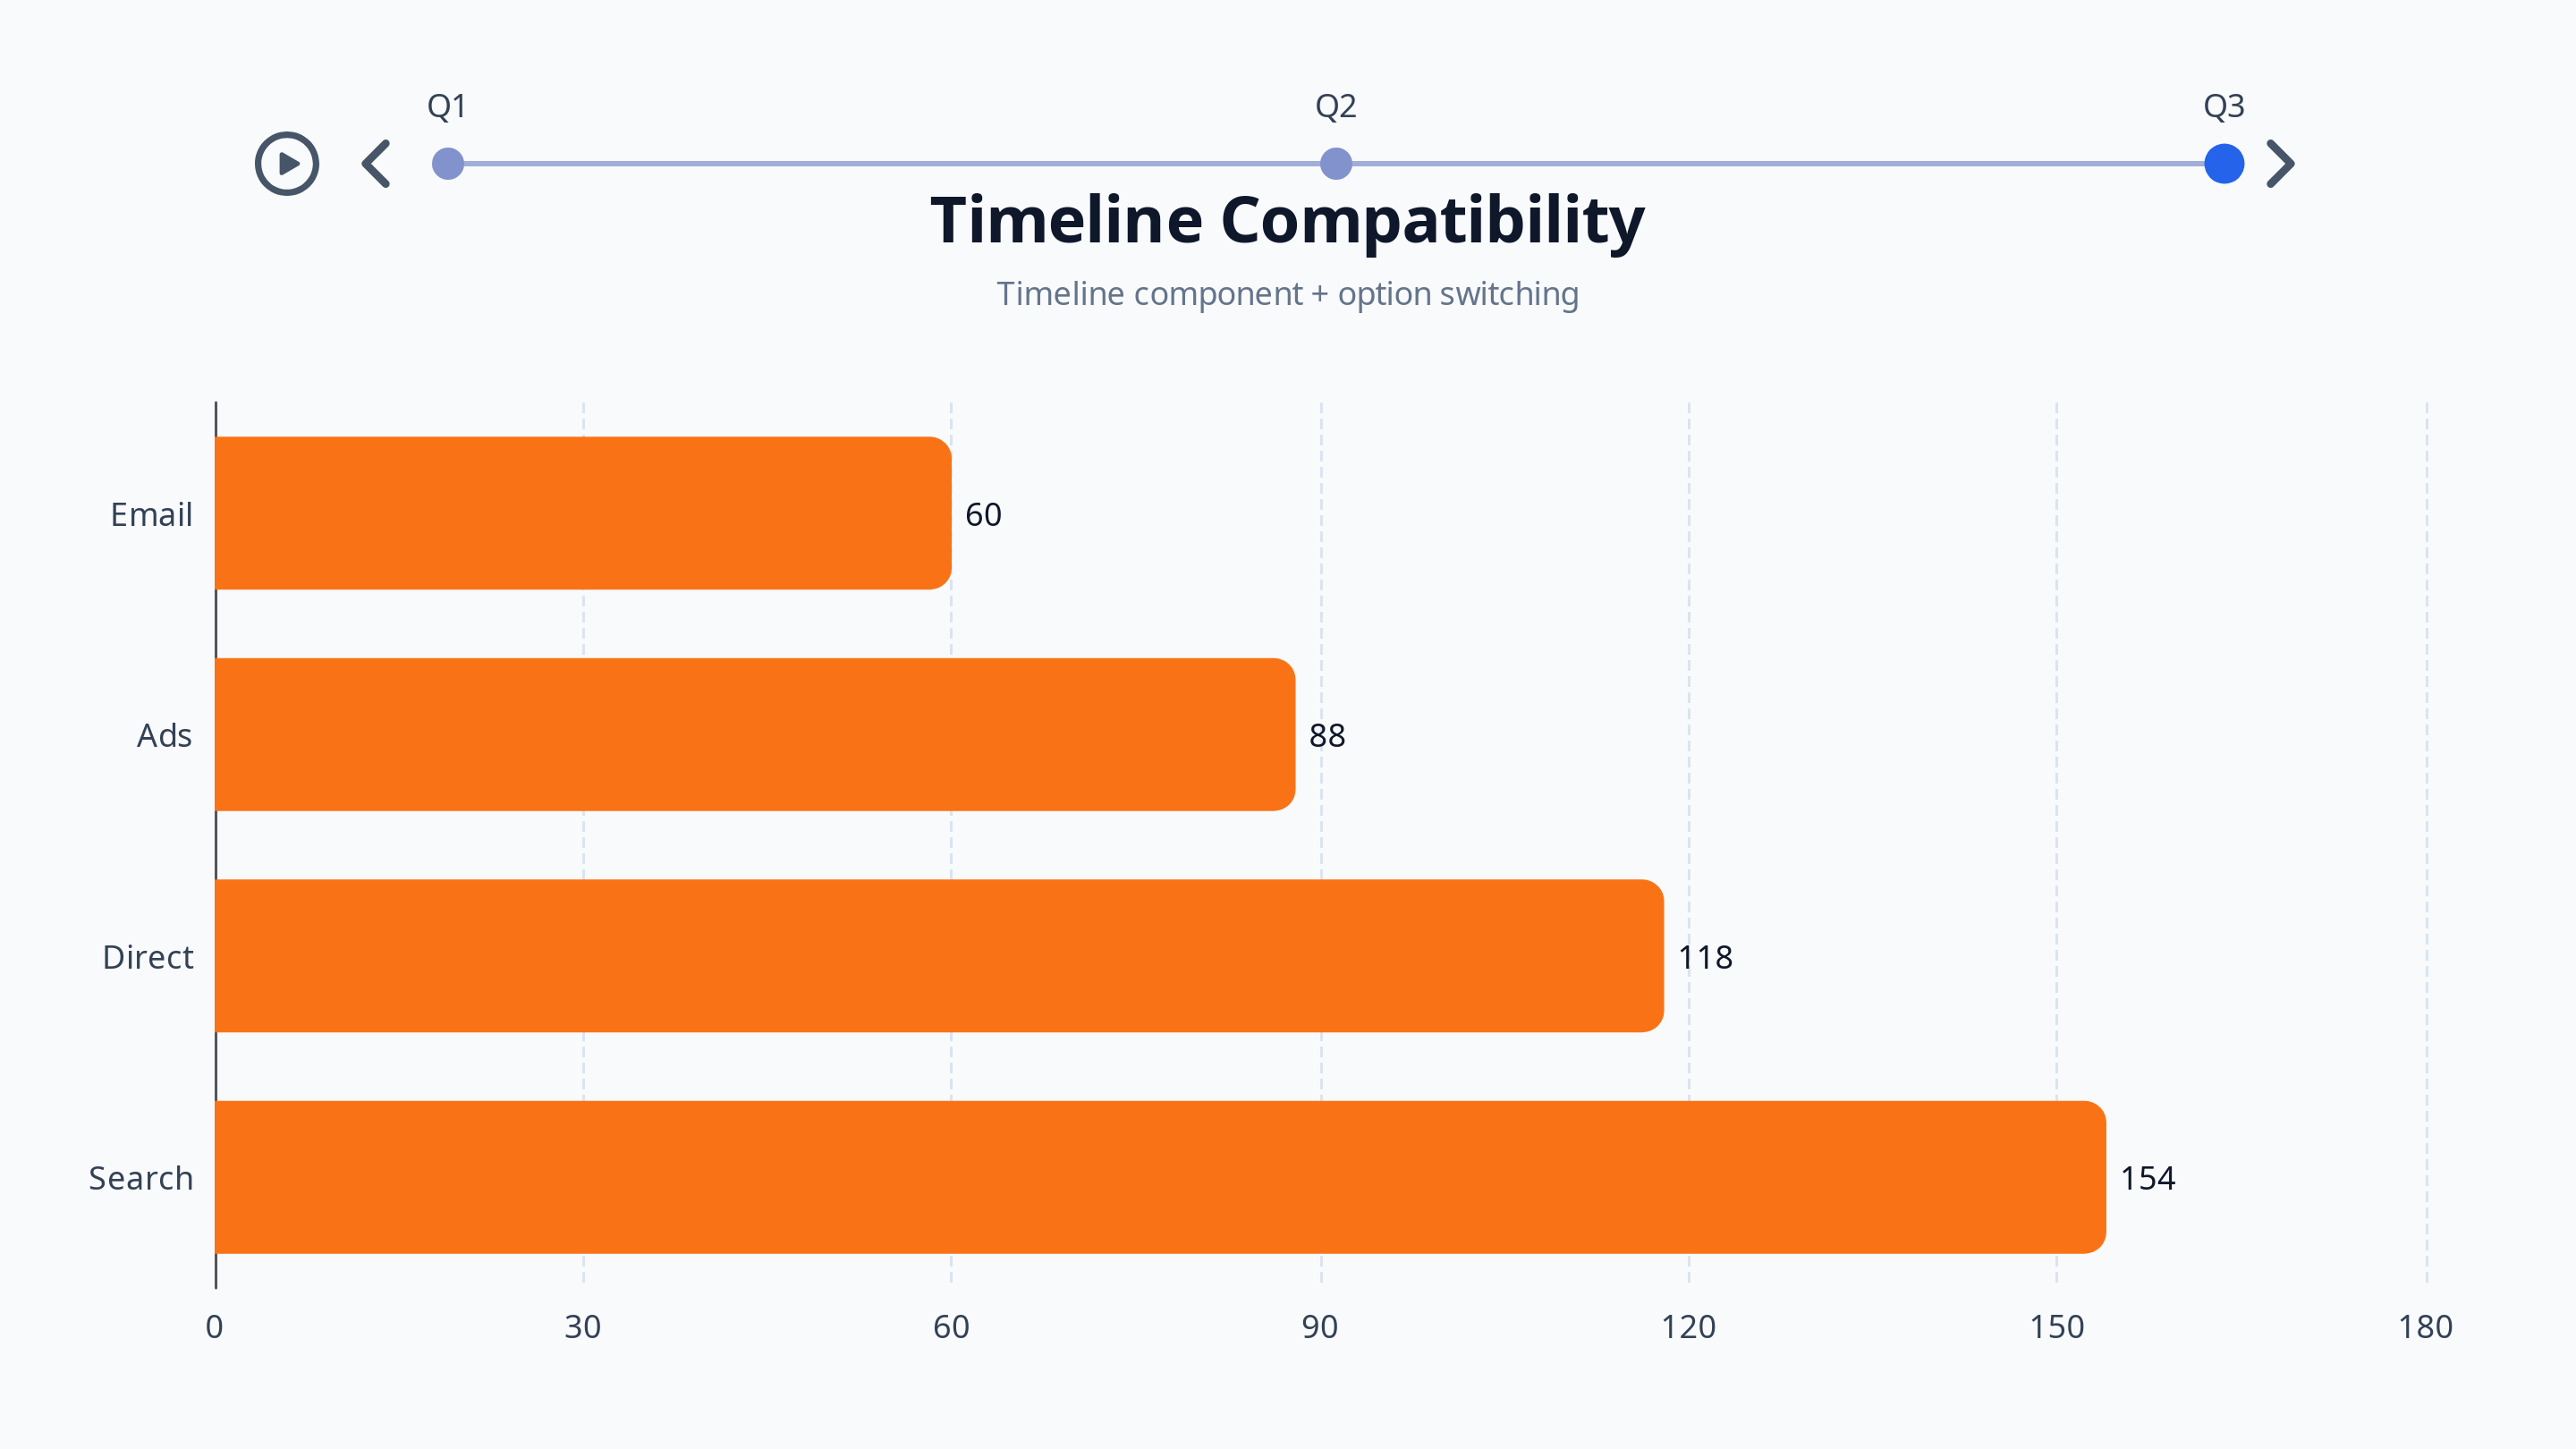 Q1 Q2 Q3
Timeline Compatibility
Timeline component + option switching
Email 60
Ads 88
Direct 118
Search 154
0 30 60 90 120 150 180